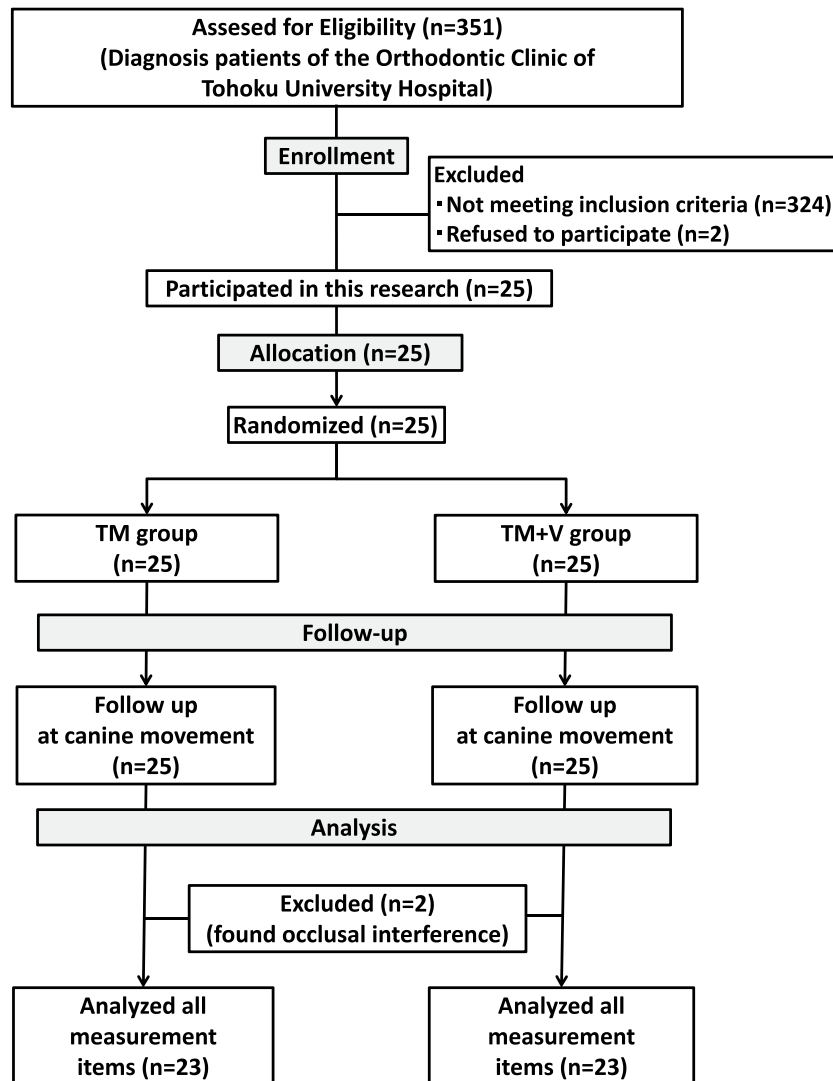 Assesed for Eligibility (n=351)
(Diagnosis patients of the Orthodontic Clinic of
Tohoku University Hospital)
Enrollment
Excluded
・Not meeting inclusion criteria (n=324)
・Refused to participate (n=2)
Participated in this research (n=25)
Allocation (n=25)
Randomized (n=25)
TM group
(n=25)
TM+V group
(n=25)
Follow-up
Follow up
at canine movement
(n=25)
Follow up
at canine movement
(n=25)
Analysis
Excluded (n=2)
(found occlusal interference)
Analyzed all
measurement
items (n=23)
Analyzed all
measurement
items (n=23)